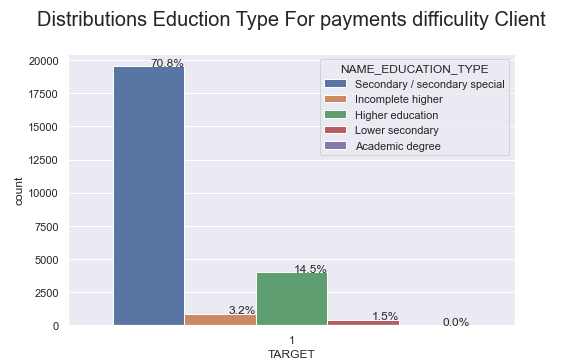 Distributions Eduction Type For payments difficulity Client
20000
17500
15000
12500
10000
7500
5000
2500
0
count
70.8%
3.2%
14.5%
1.5%
0.0%
NAME_EDUCATION_TYPE
Secondary / secondary special
Incomplete higher
Higher education
Lower secondary
Academic degree
1
TARGET